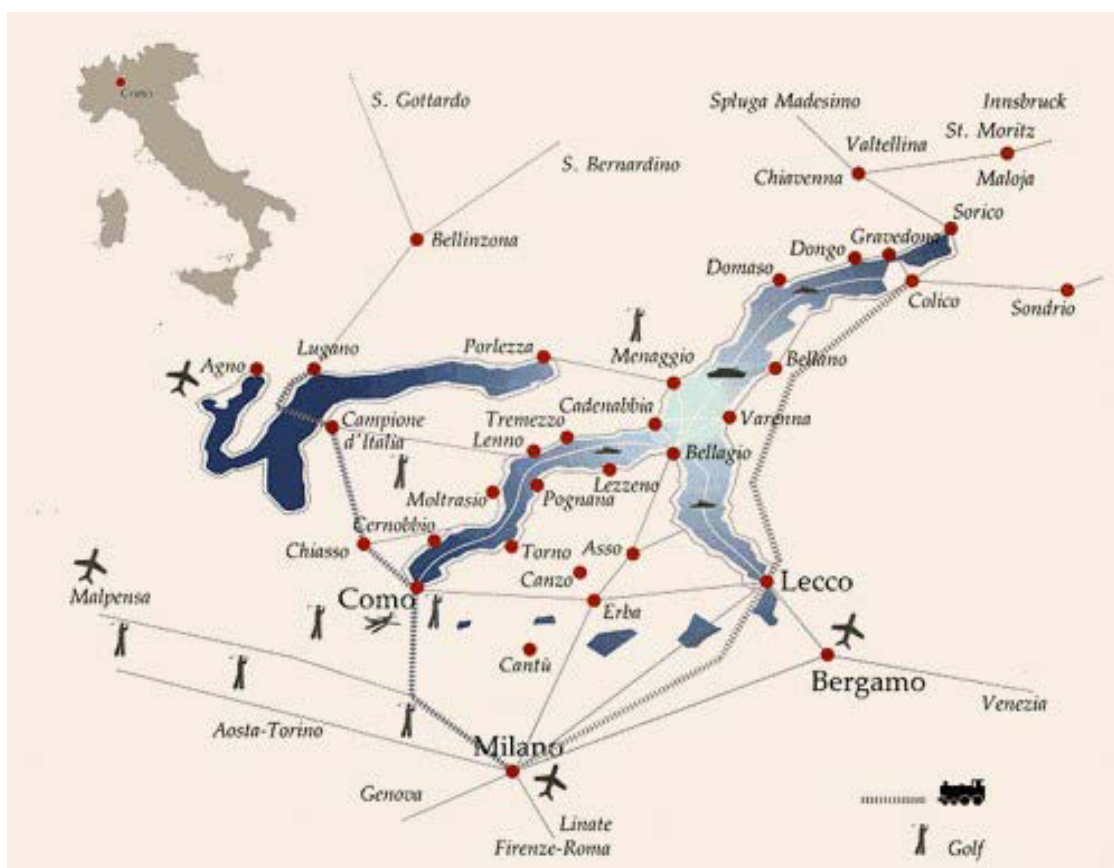 Como
S. Gottardo
S. Bernardino
Bellinzona
Spluga Madesimo
Innsbruck
St. Moritz
Valtellina
Chiavenna
Maloja
Sorico
Gravedona
Dongo
Domaso
Colico
Sondrio
Agno
Lugano
Porlezza
Menaggio
Bellano
Campione
d'Italia
Tremezzo
Cadenabbia
Varenna
Lenno
Bellagio
Lezzeno
Moltrasio
Pognana
Cernobbio
Chiasso
Torno
Asso
Canzo
Como
Erba
Lecco
Malpensa
Cantù
Bergamo
Venezia
Aosta-Torino
Milano
Genova
Linate
Firenze-Roma
Golf